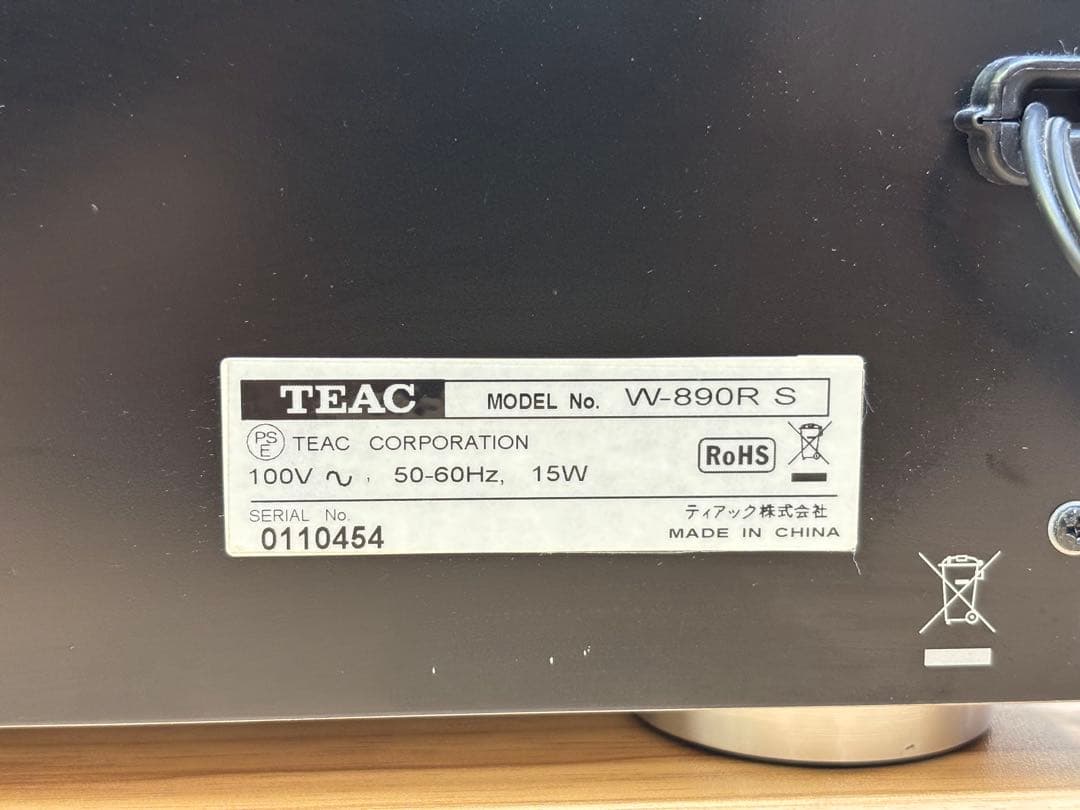 TEAC MODEL No. W-890R S
PSE TEAC CORPORATION
RoHS
100V ∿, 50-60Hz, 15W
SERIAL No. ティアック株式会社
0110454 MADE IN CHINA